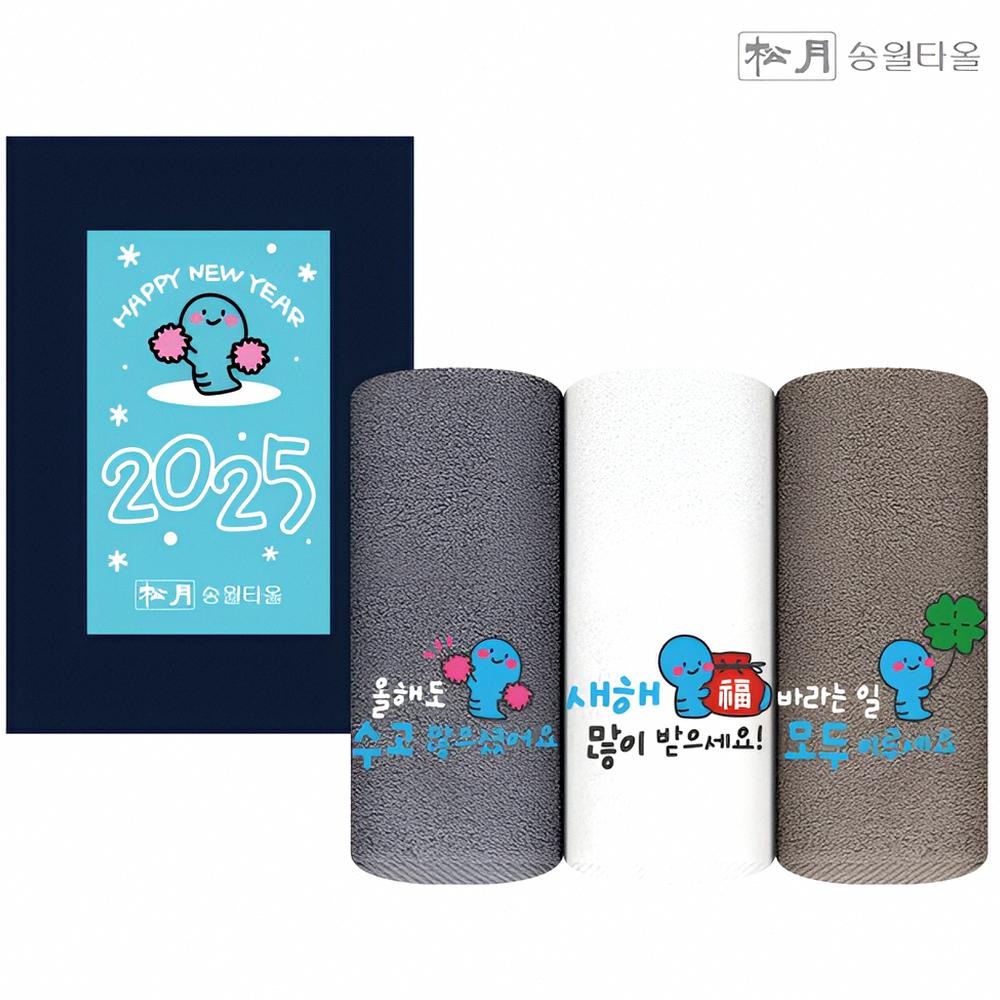 松月 송월타올
HAPPY NEW YEAR
2025
松月 송월타올
올해도
수고 많으셨어요
새해
福
많이 받으세요!
바라는 일
모두 이루세요